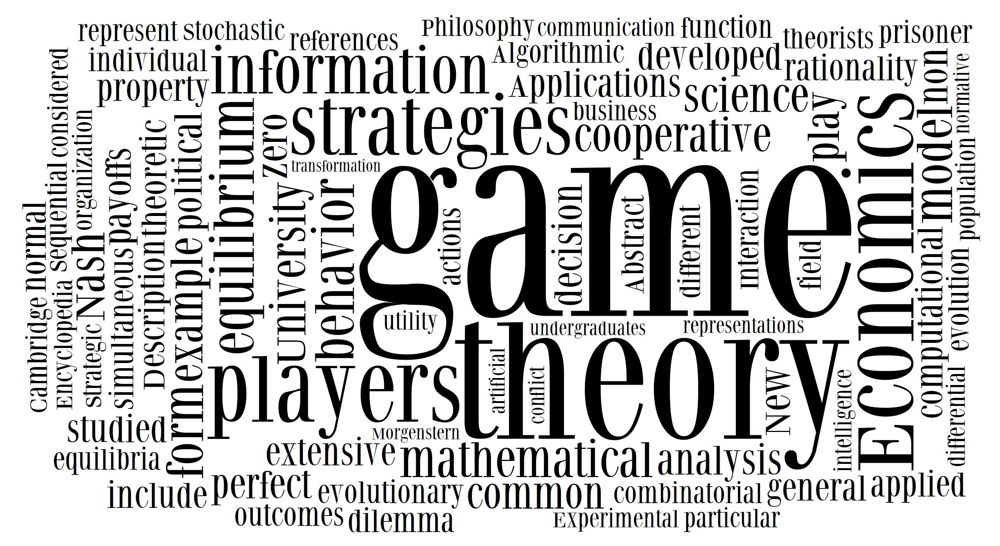 represent
stochastic
references
Philosophy
communication
function
theorists
prisoner
individual
information
Algorithmic
developed
rationality
property
Applications
science
strategies
business
cooperative
considered
organization
sequential
normal
Cambridge
Encyclopedia
Nash
strategic
payoffs
simultaneous
theoretic
Description
political
example
form
equilibrium
Zero
transformation
University
behavior
game
utility
actions
decision
Abstract
different
Interaction
field
play
Economics
non
model
normative
population
computational
evolution
differential
undergraduates
representations
theory
players
artificial
conflict
New
intelligence
Morgenstern
studied
equilibria
extensive
mathematical
analysis
include
perfect
evolutionary
common
combinatorial
general
applied
outcomes
dilemma
Experimental
particular